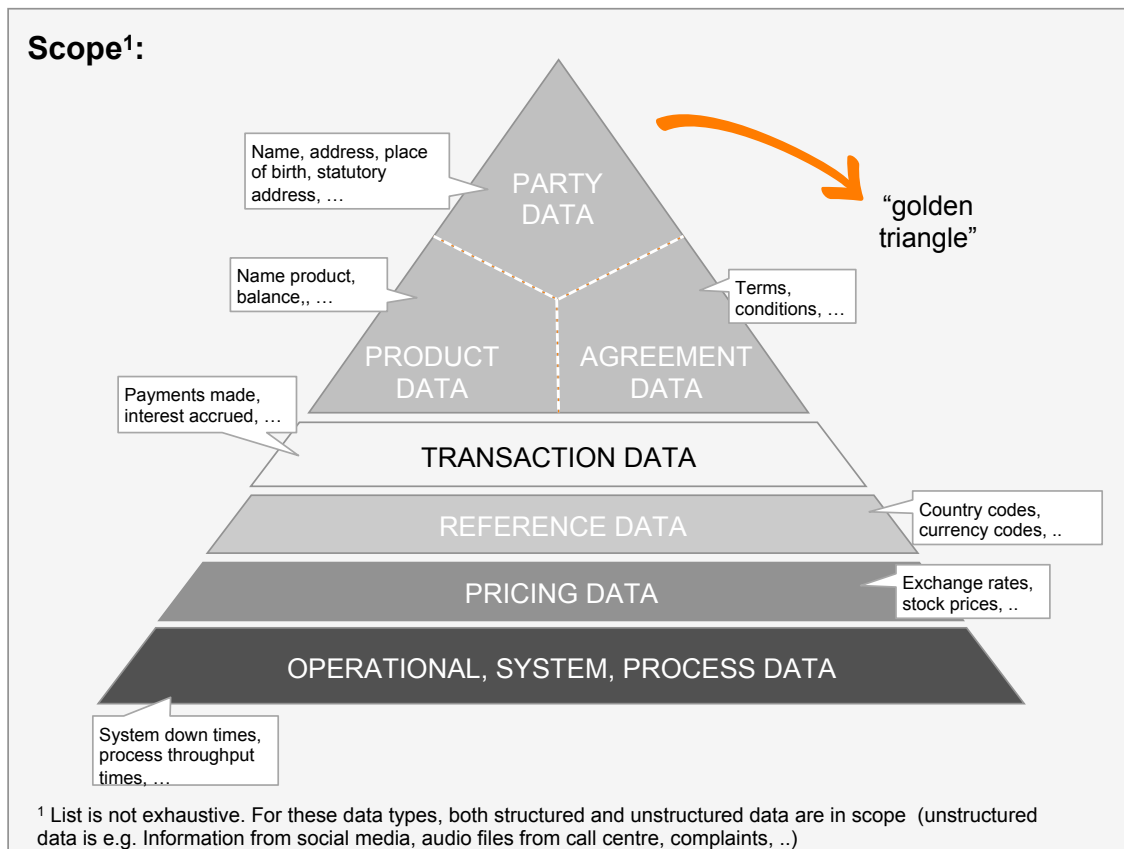 Scope¹:
Name, address, place
of birth, statutory
address, …
PARTY
DATA
“golden
triangle”
Name product,
balance,, …
Terms,
conditions, …
PRODUCT
DATA
AGREEMENT
DATA
Payments made,
interest accrued, …
TRANSACTION DATA
REFERENCE DATA
Country codes,
currency codes, ..
PRICING DATA
Exchange rates,
stock prices, ..
OPERATIONAL, SYSTEM, PROCESS DATA
System down times,
process throughput
times, …
¹ List is not exhaustive. For these data types, both structured and unstructured data are in scope (unstructured
data is e.g. Information from social media, audio files from call centre, complaints, ..)